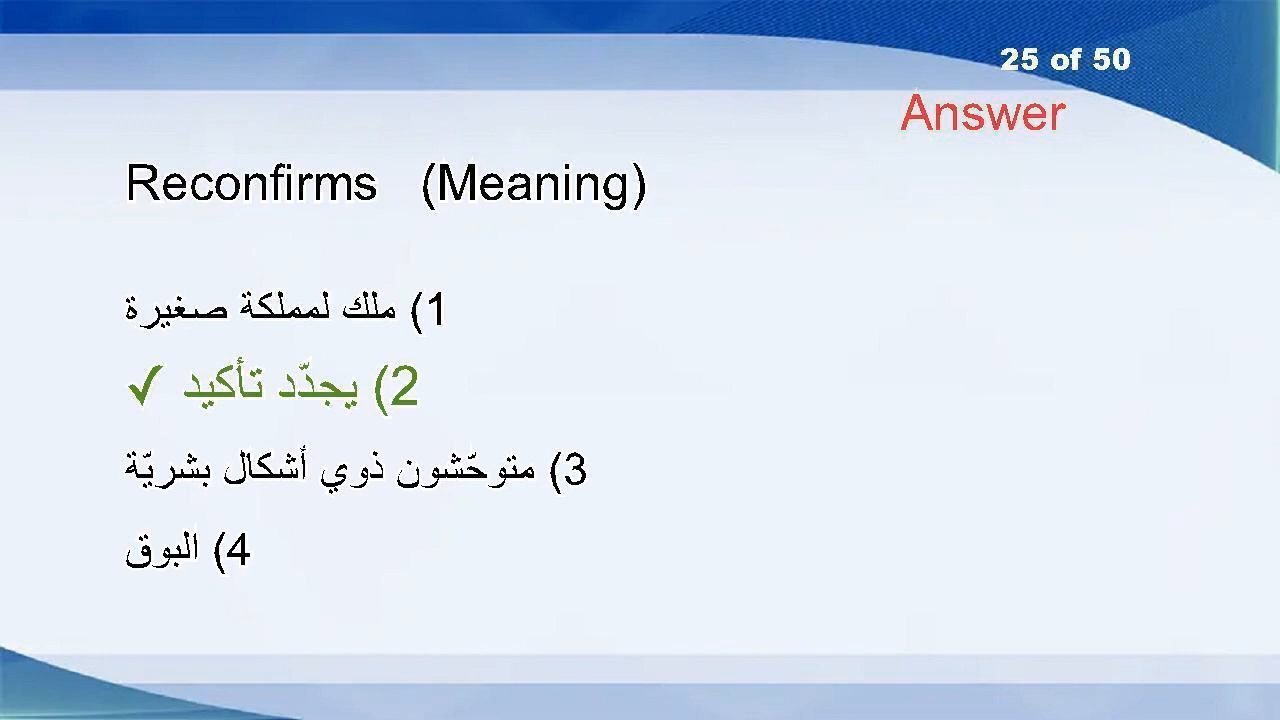 25 of 50
Answer
Reconfirms (Meaning)
1) ملك لمملكة صغيرة
2) يجدّد تأكيد ✓
3) متوحّشون ذوي أشكال بشريّة
4) البوق